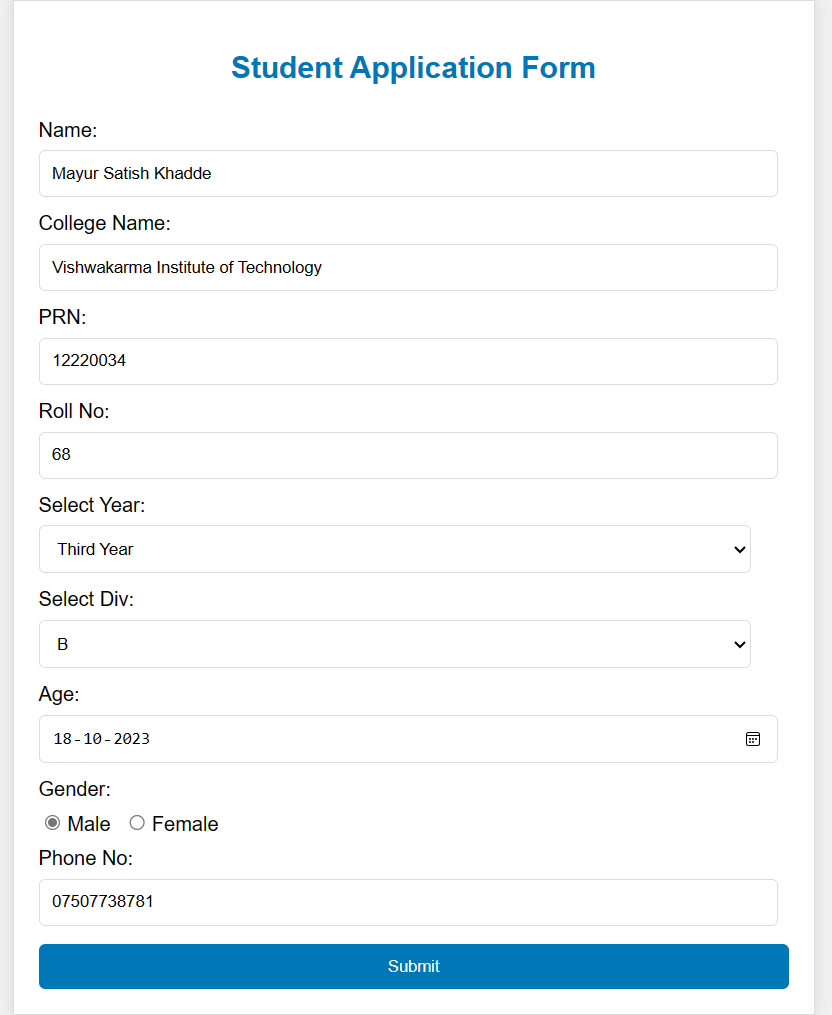 Student Application Form
Name:
Mayur Satish Khadde
College Name:
Vishwakarma Institute of Technology
PRN:
12220034
Roll No:
68
Select Year:
Third Year
Select Div:
B
Age:
18-10-2023
Gender:
Male Female
Phone No:
07507738781
Submit